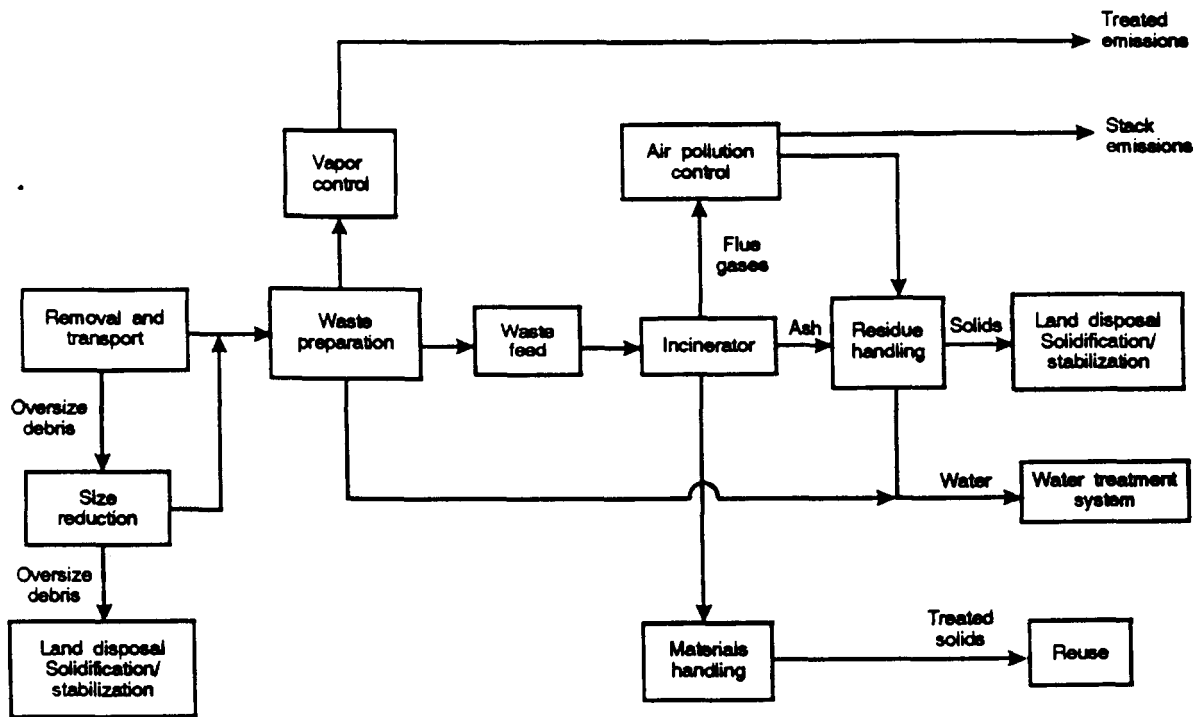 Treated
emissions
Stack
emissions
Vapor
control
Air pollution
control
Flue
gases
Removal and
transport
Waste
preparation
Waste
feed
Incinerator
Ash
Residue
handling
Solids
Land disposal
Solidification/
stabilization
Oversize
debris
Size
reduction
Water
Water treatment
system
Oversize
debris
Land disposal
Solidification/
stabilization
Materials
handling
Treated
solids
Reuse